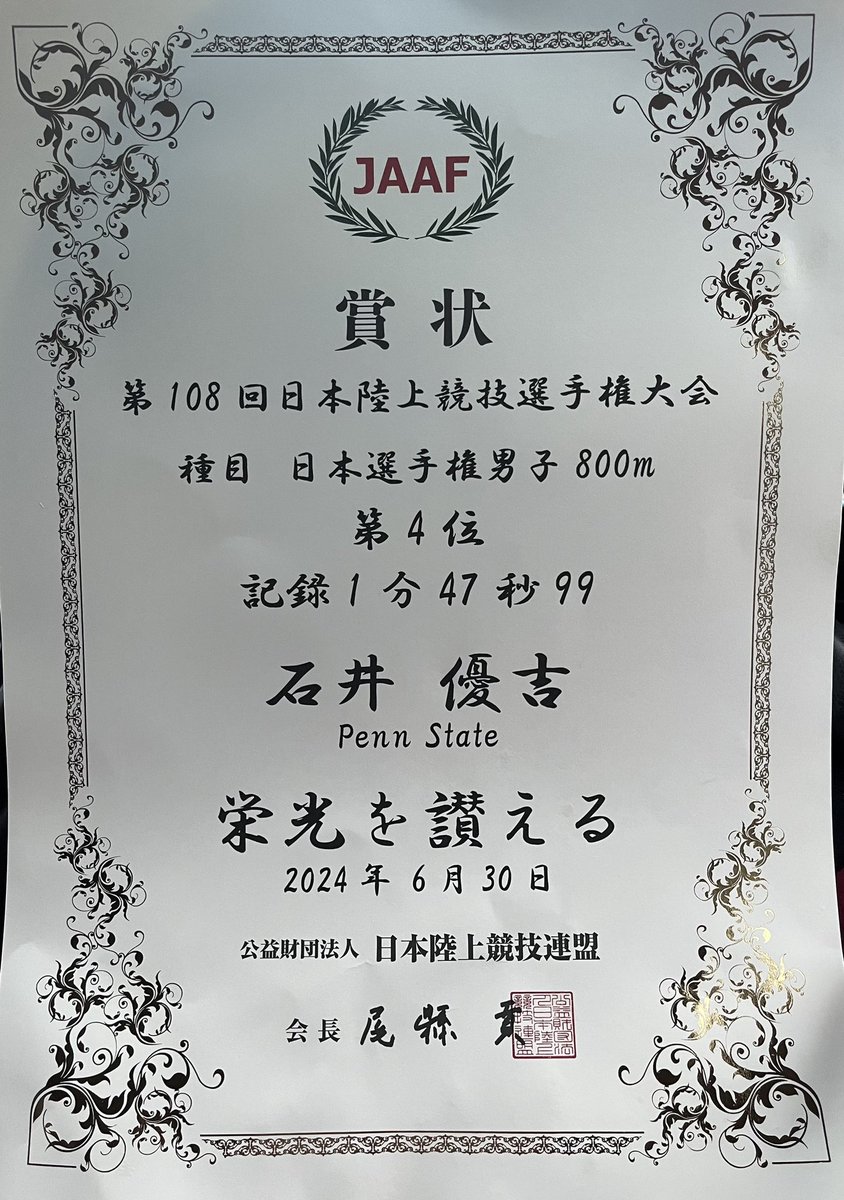 JAAF
賞状
第108回日本陸上競技選手権大会
種目 日本選手権男子800m
第4位
記録1分47秒99
石井 優吉
Penn State
栄光を讃える
2024年6月30日
公益財団法人 日本陸上競技連盟
会長 尾縣 貢